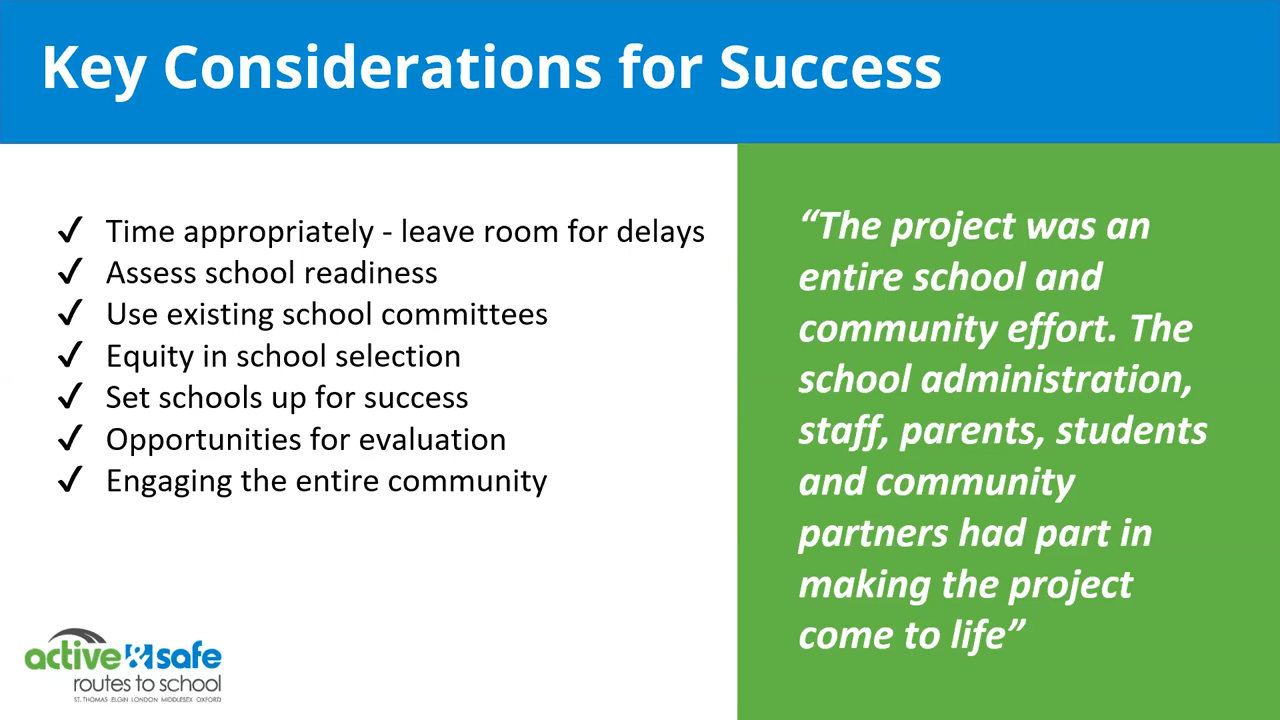 Key Considerations for Success
✓ Time appropriately - leave room for delays
✓ Assess school readiness
✓ Use existing school committees
✓ Equity in school selection
✓ Set schools up for success
✓ Opportunities for evaluation
✓ Engaging the entire community
“The project was an
entire school and
community effort. The
school administration,
staff, parents, students
and community
partners had part in
making the project
come to life”
active & safe
routes to school
ST. THOMAS ELGIN LONDON MIDDLESEX OXFORD